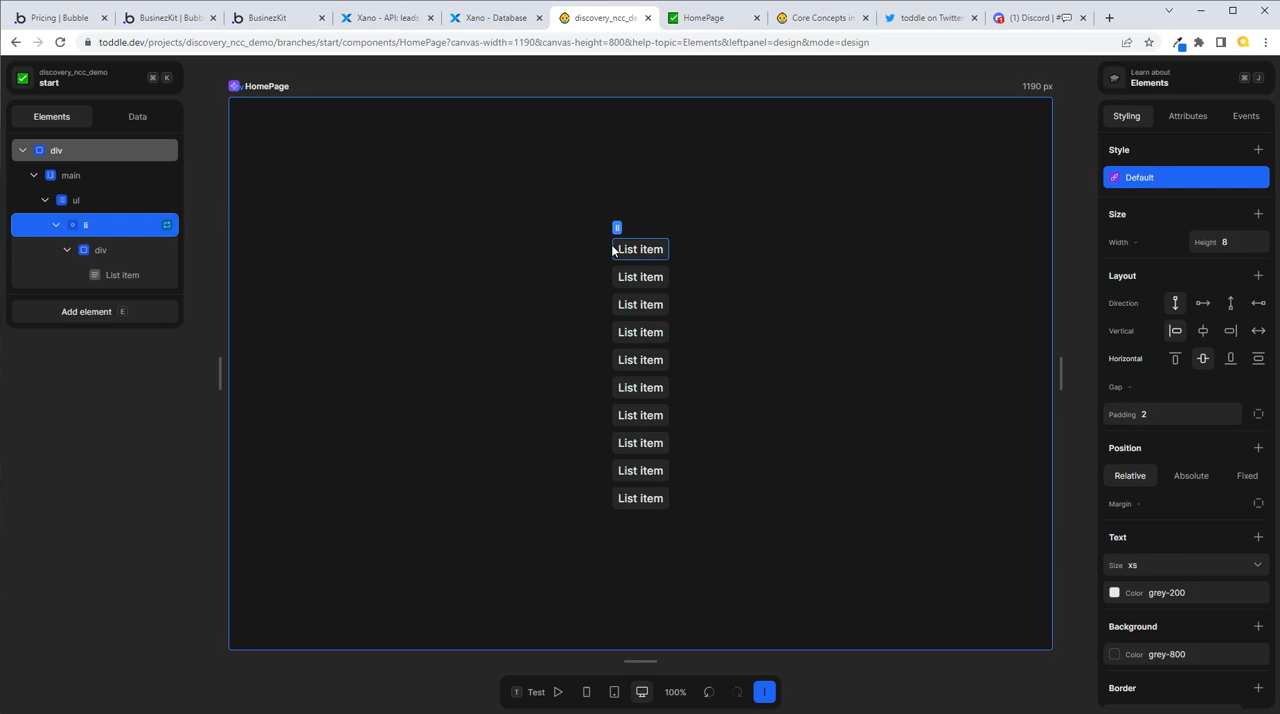 Pricing | Bubble
BusinezKit | Bubb
BusinezKit
Xano - API: leads
Xano - Database
discovery_ncc_de
HomePage
Core Concepts in
toddle on Twitter
(1) Discord | #
toddle.dev/projects/discovery_ncc_demo/branches/start/components/HomePage?canvas-width=1190&canvas-height=800&help-topic=Elements&leftpanel=design&mode=design
discovery_ncc_demo
start
⌘ K
Elements
Data
div
main
ul
li
div
List item
Add element E
HomePage
1190 px
li
List item
List item
List item
List item
List item
List item
List item
List item
List item
List item
T Test
100%
Learn about
Elements
⌘ J
Styling
Attributes
Events
Style
Default
Size
Width -
Height 8
Layout
Direction
Vertical
Horizontal
Gap -
Padding 2
Position
Relative
Absolute
Fixed
Margin -
Text
Size xs
Color grey-200
Background
Color grey-800
Border